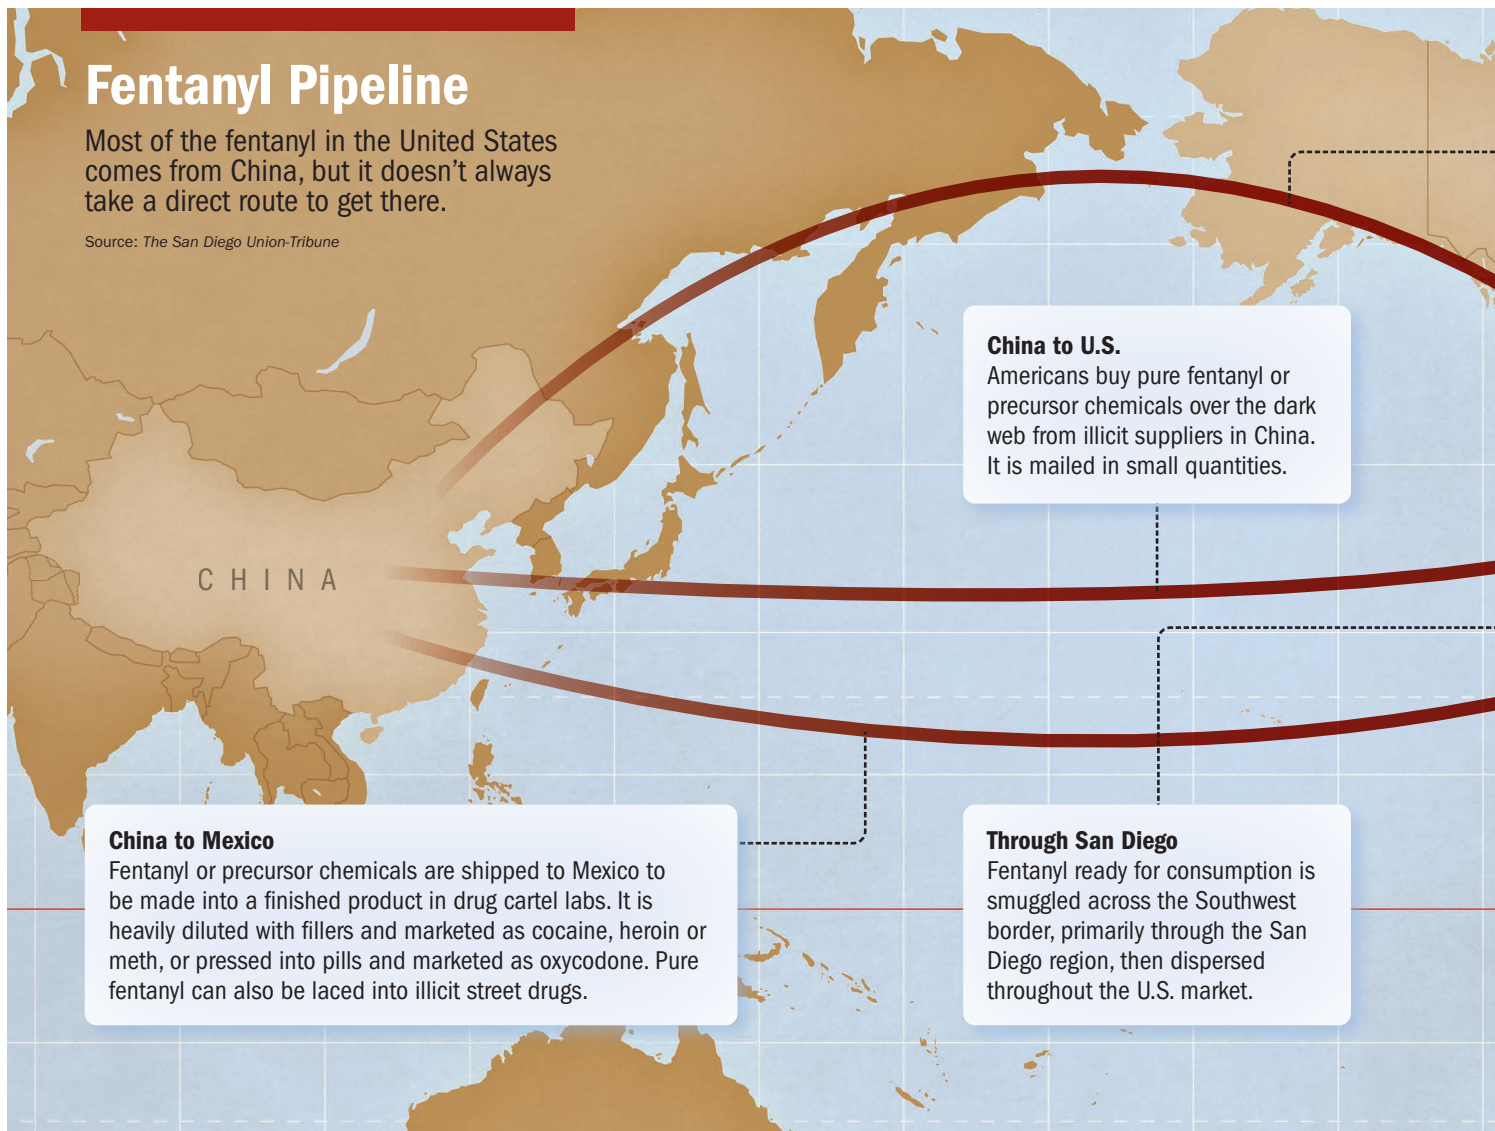 Fentanyl Pipeline
Most of the fentanyl in the United States
comes from China, but it doesn’t always
take a direct route to get there.
Source: The San Diego Union-Tribune
China to U.S.
Americans buy pure fentanyl or
precursor chemicals over the dark
web from illicit suppliers in China.
It is mailed in small quantities.
CHINA
China to Mexico
Fentanyl or precursor chemicals are shipped to Mexico to
be made into a finished product in drug cartel labs. It is
heavily diluted with fillers and marketed as cocaine, heroin or
meth, or pressed into pills and marketed as oxycodone. Pure
fentanyl can also be laced into illicit street drugs.
Through San Diego
Fentanyl ready for consumption is
smuggled across the Southwest
border, primarily through the San
Diego region, then dispersed
throughout the U.S. market.